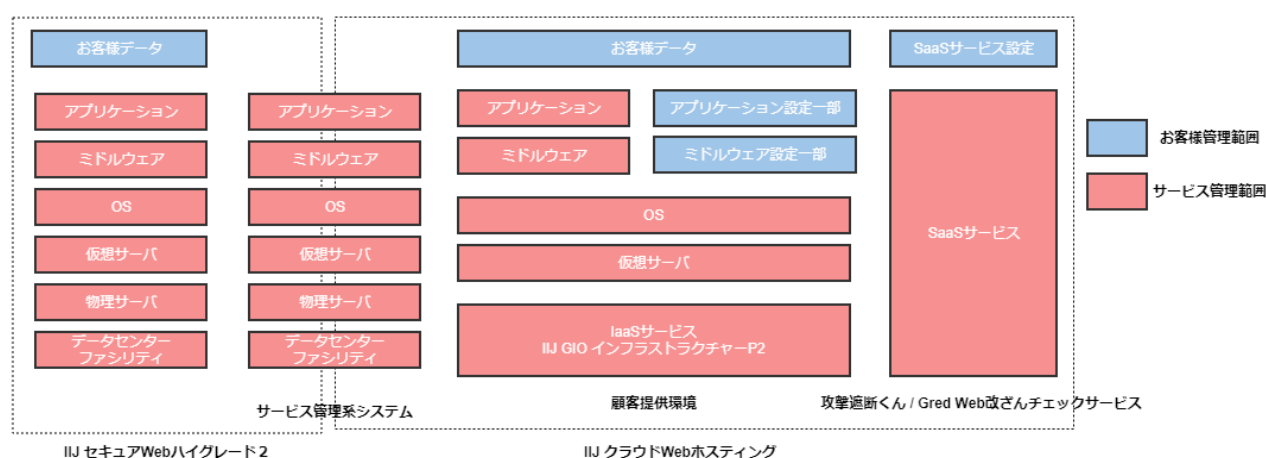 お客様データ
アプリケーション
ミドルウェア
OS
仮想サーバ
物理サーバ
データセンター
ファシリティ
アプリケーション
ミドルウェア
OS
仮想サーバ
物理サーバ
データセンター
ファシリティ
サービス管理系システム
お客様データ
アプリケーション
アプリケーション設定一部
ミドルウェア
ミドルウェア設定一部
OS
仮想サーバ
IaaSサービス
IIJ GIO インフラストラクチャーP2
顧客提供環境
SaaSサービス設定
SaaSサービス
攻撃遮断くん / Gred Web改ざんチェックサービス
お客様管理範囲
サービス管理範囲
IIJ セキュアWebハイグレード２
IIJ クラウドWebホスティング